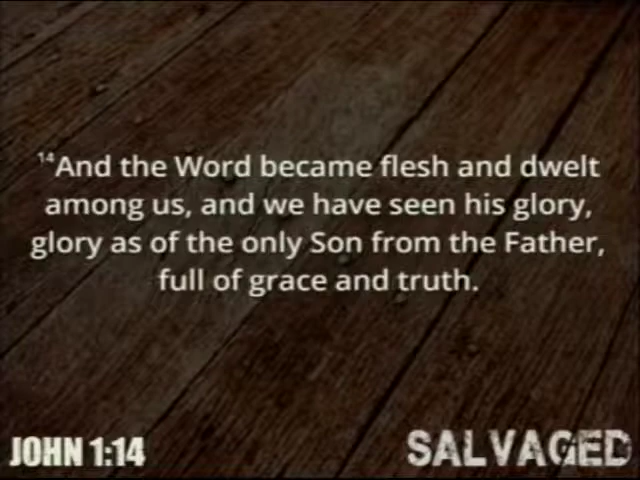 ¹⁴And the Word became flesh and dwelt
among us, and we have seen his glory,
glory as of the only Son from the Father,
full of grace and truth.
JOHN 1:14
SALVAGED